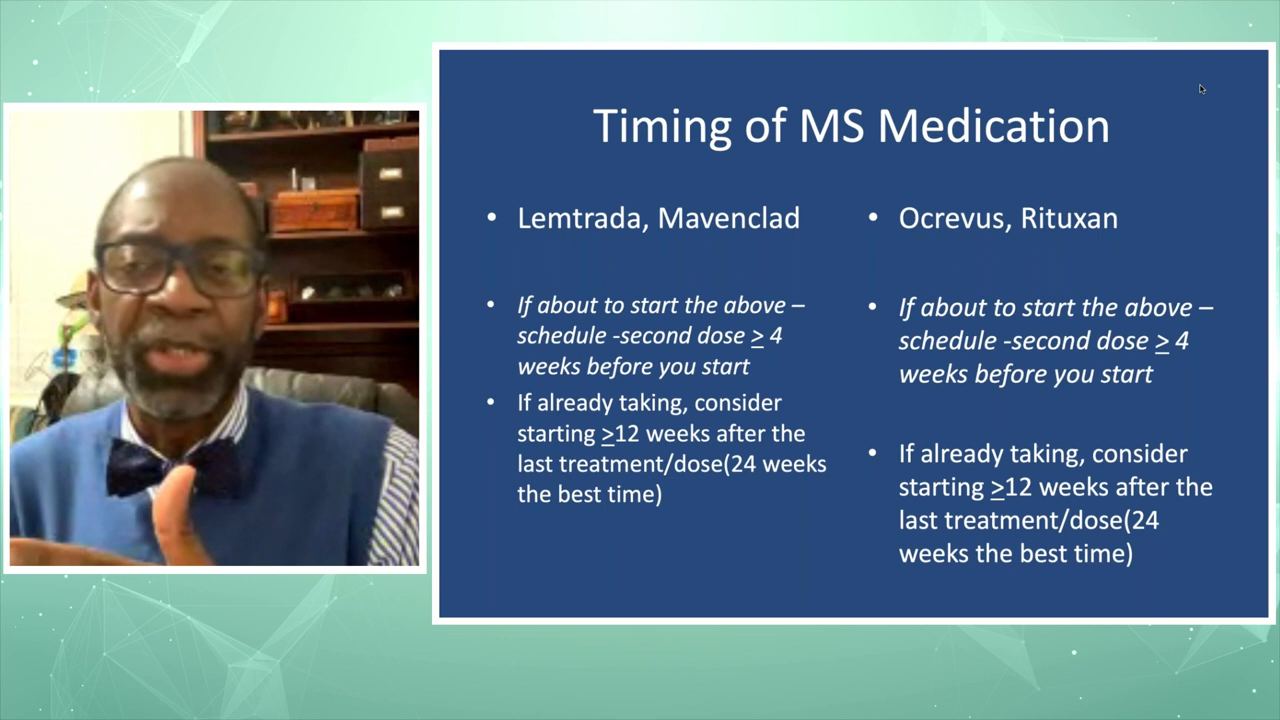 Timing of MS Medication
• Lemtrada, Mavenclad
• If about to start the above –
schedule -second dose ≥ 4
weeks before you start
• If already taking, consider
starting ≥12 weeks after the
last treatment/dose(24 weeks
the best time)
• Ocrevus, Rituxan
• If about to start the above –
schedule -second dose ≥ 4
weeks before you start
• If already taking, consider
starting ≥12 weeks after the
last treatment/dose(24
weeks the best time)